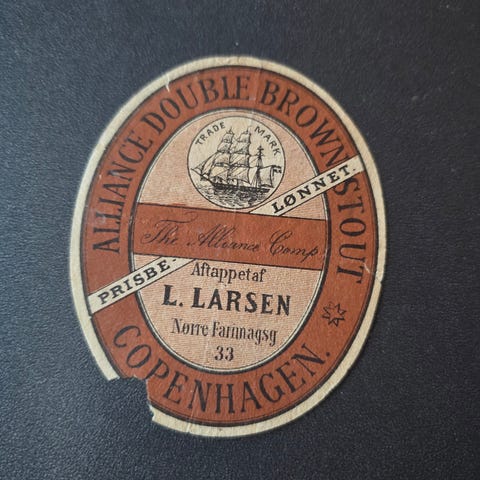 ALLIANCE DOUBLE BROWN STOUT
TRADE MARK
PRISBE-LØNNET.
The Alliance Comp.
Aftappet af
L. LARSEN
Nørre Farimagsg
33
COPENHAGEN.